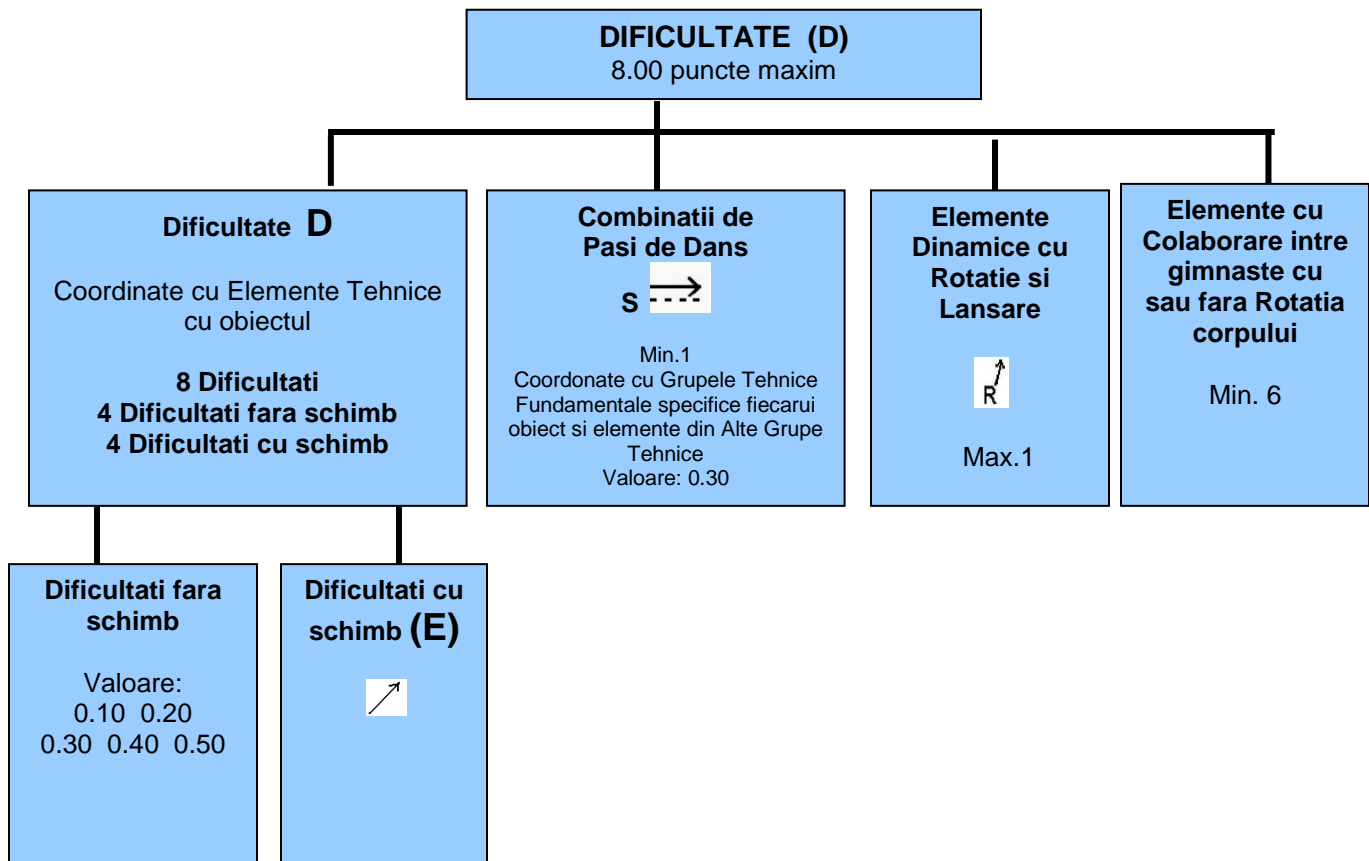 DIFICULTATE (D)
8.00 puncte maxim
Dificultate D
Coordinate cu Elemente Tehnice
cu obiectul
8 Dificultati
4 Dificultati fara schimb
4 Dificultati cu schimb
Combinatii de
Pasi de Dans
S
Min.1
Coordonate cu Grupele Tehnice
Fundamentale specifice fiecarui
obiect si elemente din Alte Grupe
Tehnice
Valoare: 0.30
Elemente
Dinamice cu
Rotatie si
Lansare
R
Max.1
Elemente cu
Colaborare intre
gimnaste cu
sau fara Rotatia
corpului
Min. 6
Dificultati fara
schimb
Valoare:
0.10 0.20
0.30 0.40 0.50
Dificultati cu
schimb (E)